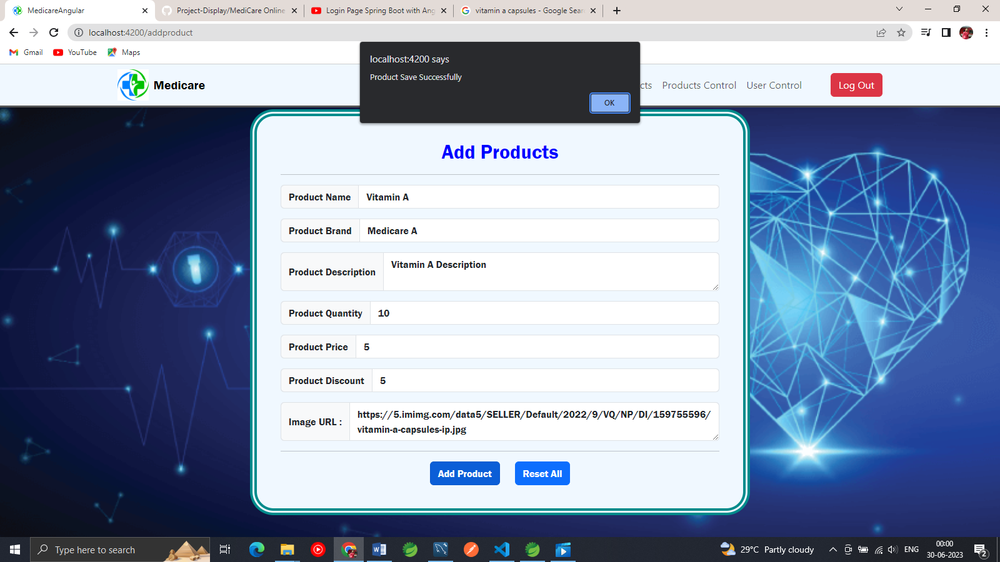 MedicareAngular
Project-Display/MediCare Online
Login Page Spring Boot with Ang
vitamin a capsules - Google Sear
localhost:4200/addproduct
Gmail
YouTube
Maps
localhost:4200 says
Product Save Successfully
OK
Medicare
cts
Products Control
User Control
Log Out
Add Products
Product Name
Vitamin A
Product Brand
Medicare A
Product Description
Vitamin A Description
Product Quantity
10
Product Price
5
Product Discount
5
Image URL :
https://5.imimg.com/data5/SELLER/Default/2022/9/VQ/NP/DI/159755596/
vitamin-a-capsules-ip.jpg
Add Product
Reset All
Type here to search
29°C Partly cloudy
ENG
00:00
30-06-2023
2